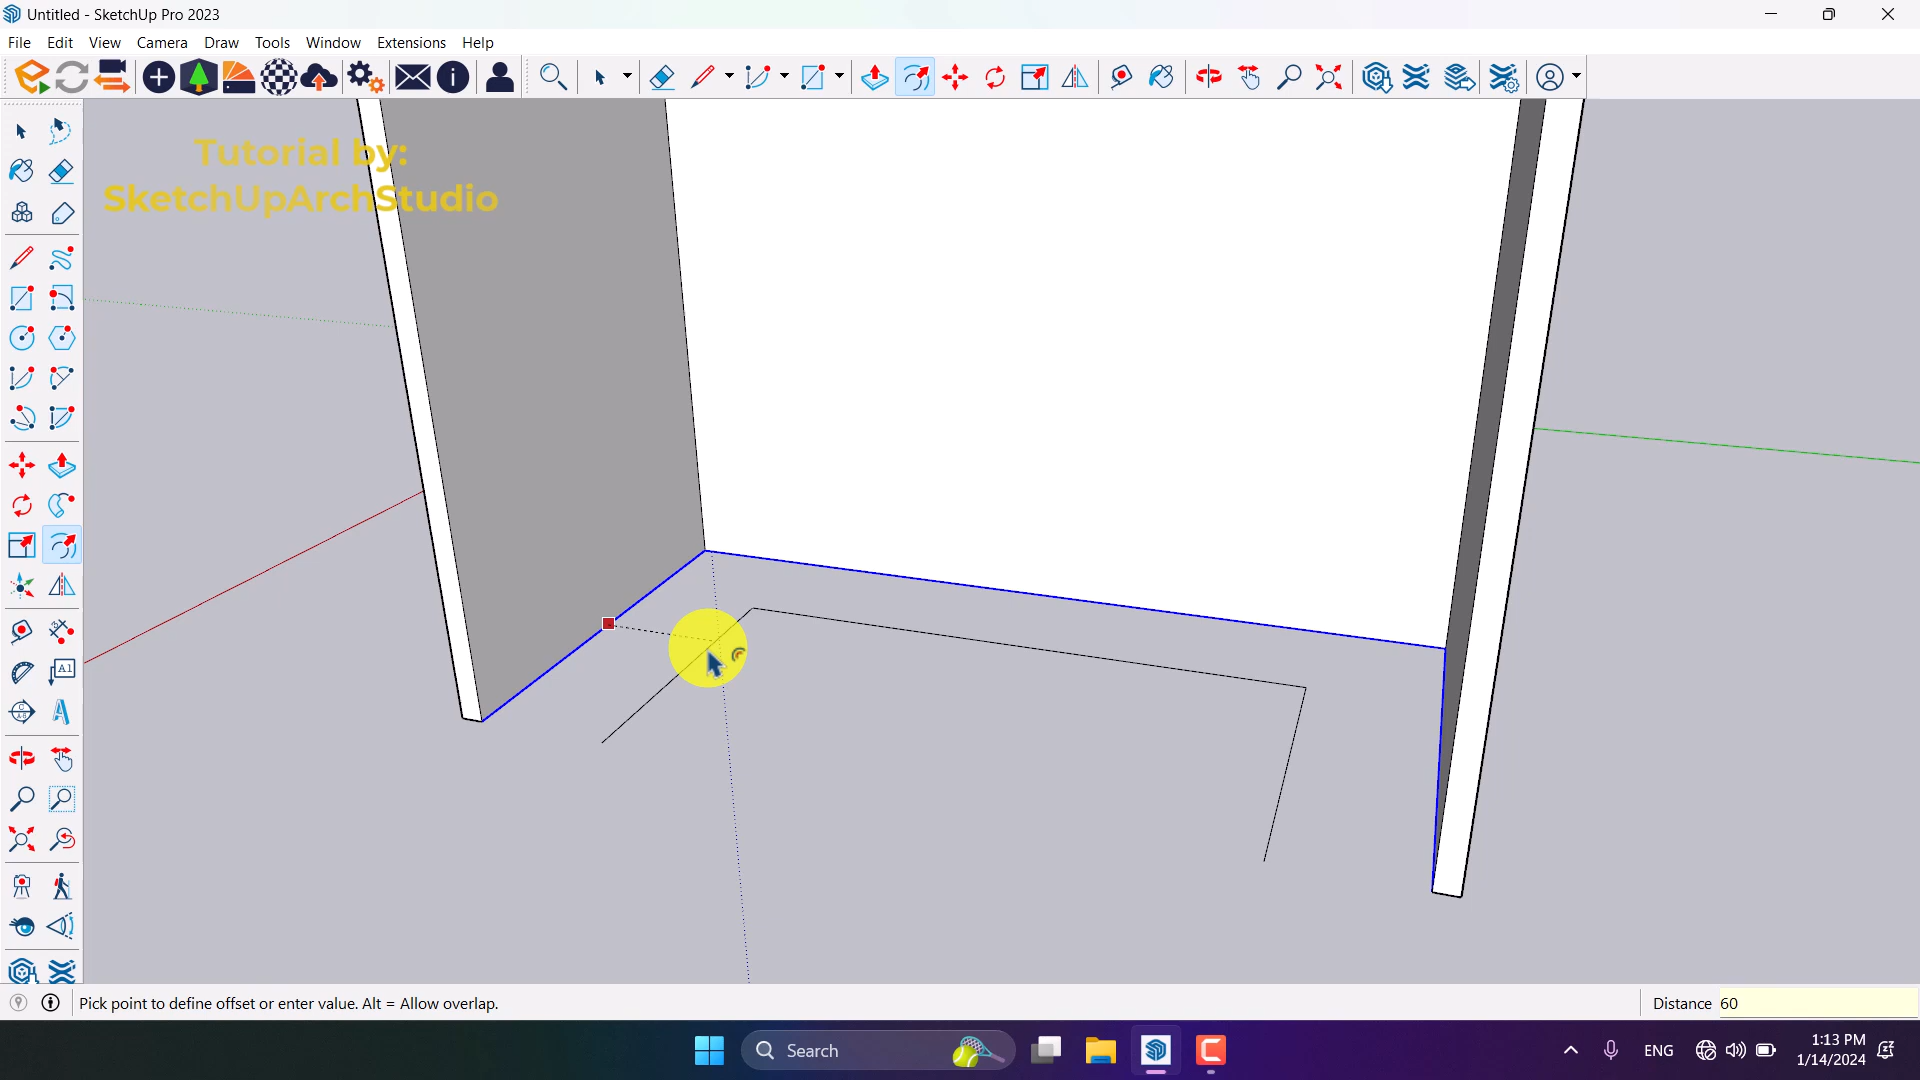 Untitled - SketchUp Pro 2023
File Edit View Camera Draw Tools Window Extensions Help
Tutorial by:
SketchUpArchStudio
A1
Pick point to define offset or enter value. Alt = Allow overlap.
Distance 60
Search
ENG
1:13 PM
1/14/2024